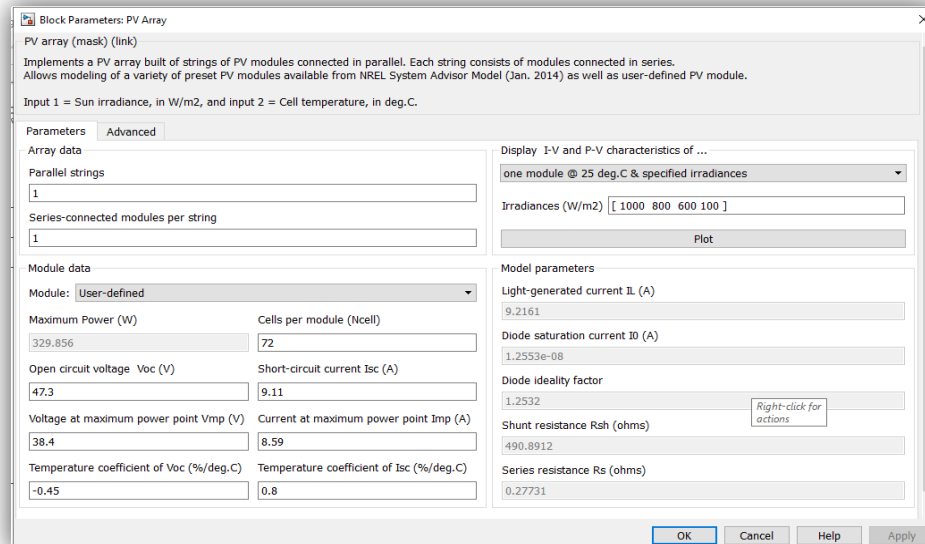 Block Parameters: PV Array
PV array (mask) (link)
Implements a PV array built of strings of PV modules connected in parallel. Each string consists of modules connected in series.
Allows modeling of a variety of preset PV modules available from NREL System Advisor Model (Jan. 2014) as well as user-defined PV module.
Input 1 = Sun irradiance, in W/m2, and input 2 = Cell temperature, in deg.C.
Parameters Advanced
Array data
Parallel strings
1
Series-connected modules per string
1
Display I-V and P-V characteristics of ...
one module @ 25 deg.C & specified irradiances
Irradiances (W/m2) [ 1000 800 600 100 ]
Plot
Module data
Module: User-defined
Maximum Power (W) Cells per module (Ncell)
329.856 72
Open circuit voltage Voc (V) Short-circuit current Isc (A)
47.3 9.11
Voltage at maximum power point Vmp (V) Current at maximum power point Imp (A)
38.4 8.59
Temperature coefficient of Voc (%/deg.C) Temperature coefficient of Isc (%/deg.C)
-0.45 0.8
Model parameters
Light-generated current IL (A)
9.2161
Diode saturation current I0 (A)
1.2553e-08
Diode ideality factor
1.2532
Right-click for
actions
Shunt resistance Rsh (ohms)
490.8912
Series resistance Rs (ohms)
0.27731
OK Cancel Help Apply